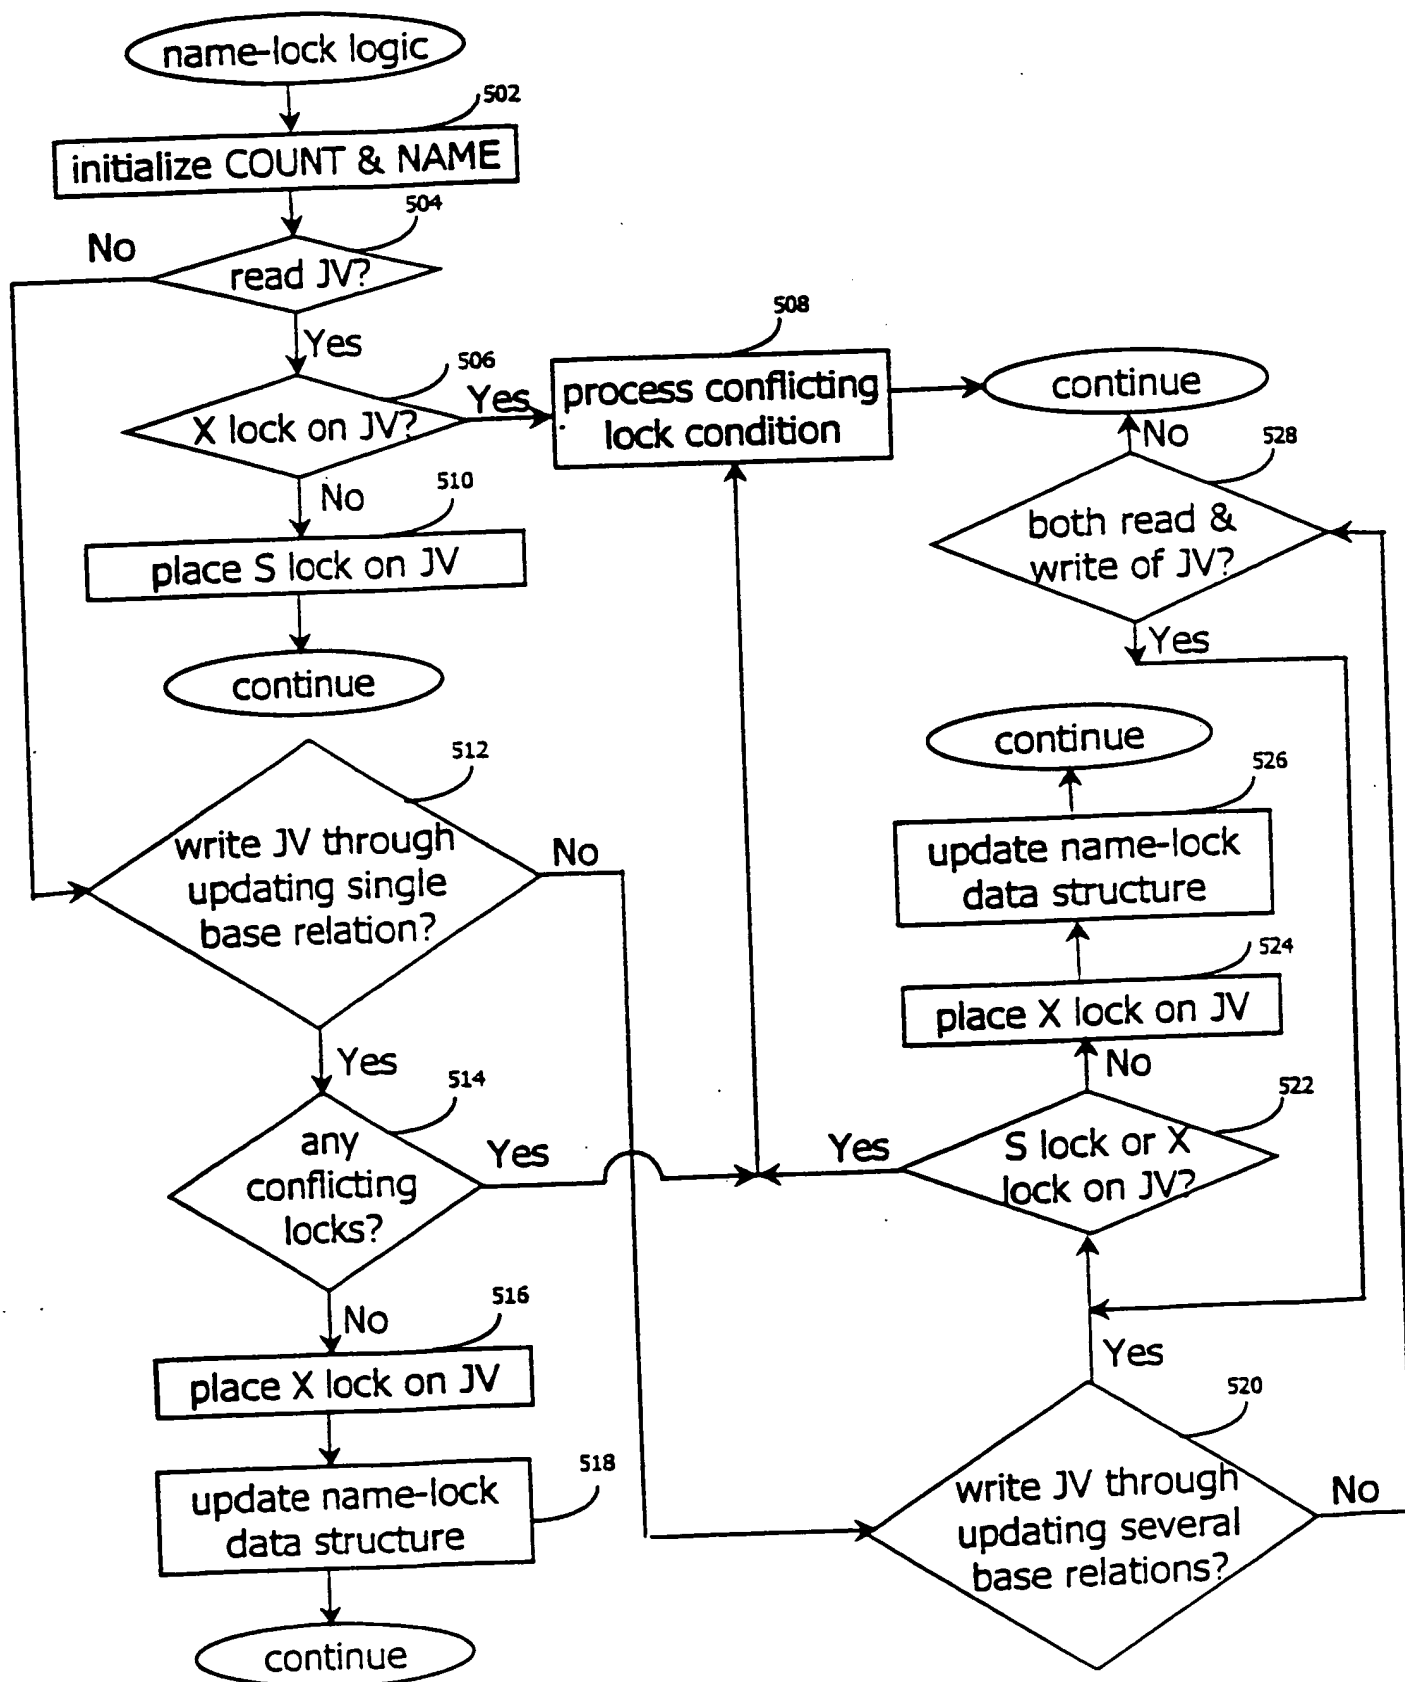 name-lock logic
502
initialize COUNT & NAME
504
No
read JV?
Yes
506
X lock on JV?
Yes
508
process conflicting
lock condition
continue
No
528
both read &
write of JV?
Yes
No
510
place S lock on JV
continue
512
write JV through
updating single
base relation?
No
Yes
514
any
conflicting
locks?
Yes
No
516
place X lock on JV
518
update name-lock
data structure
continue
continue
526
update name-lock
data structure
524
place X lock on JV
No
522
S lock or X
lock on JV?
Yes
Yes
520
write JV through
updating several
base relations?
No